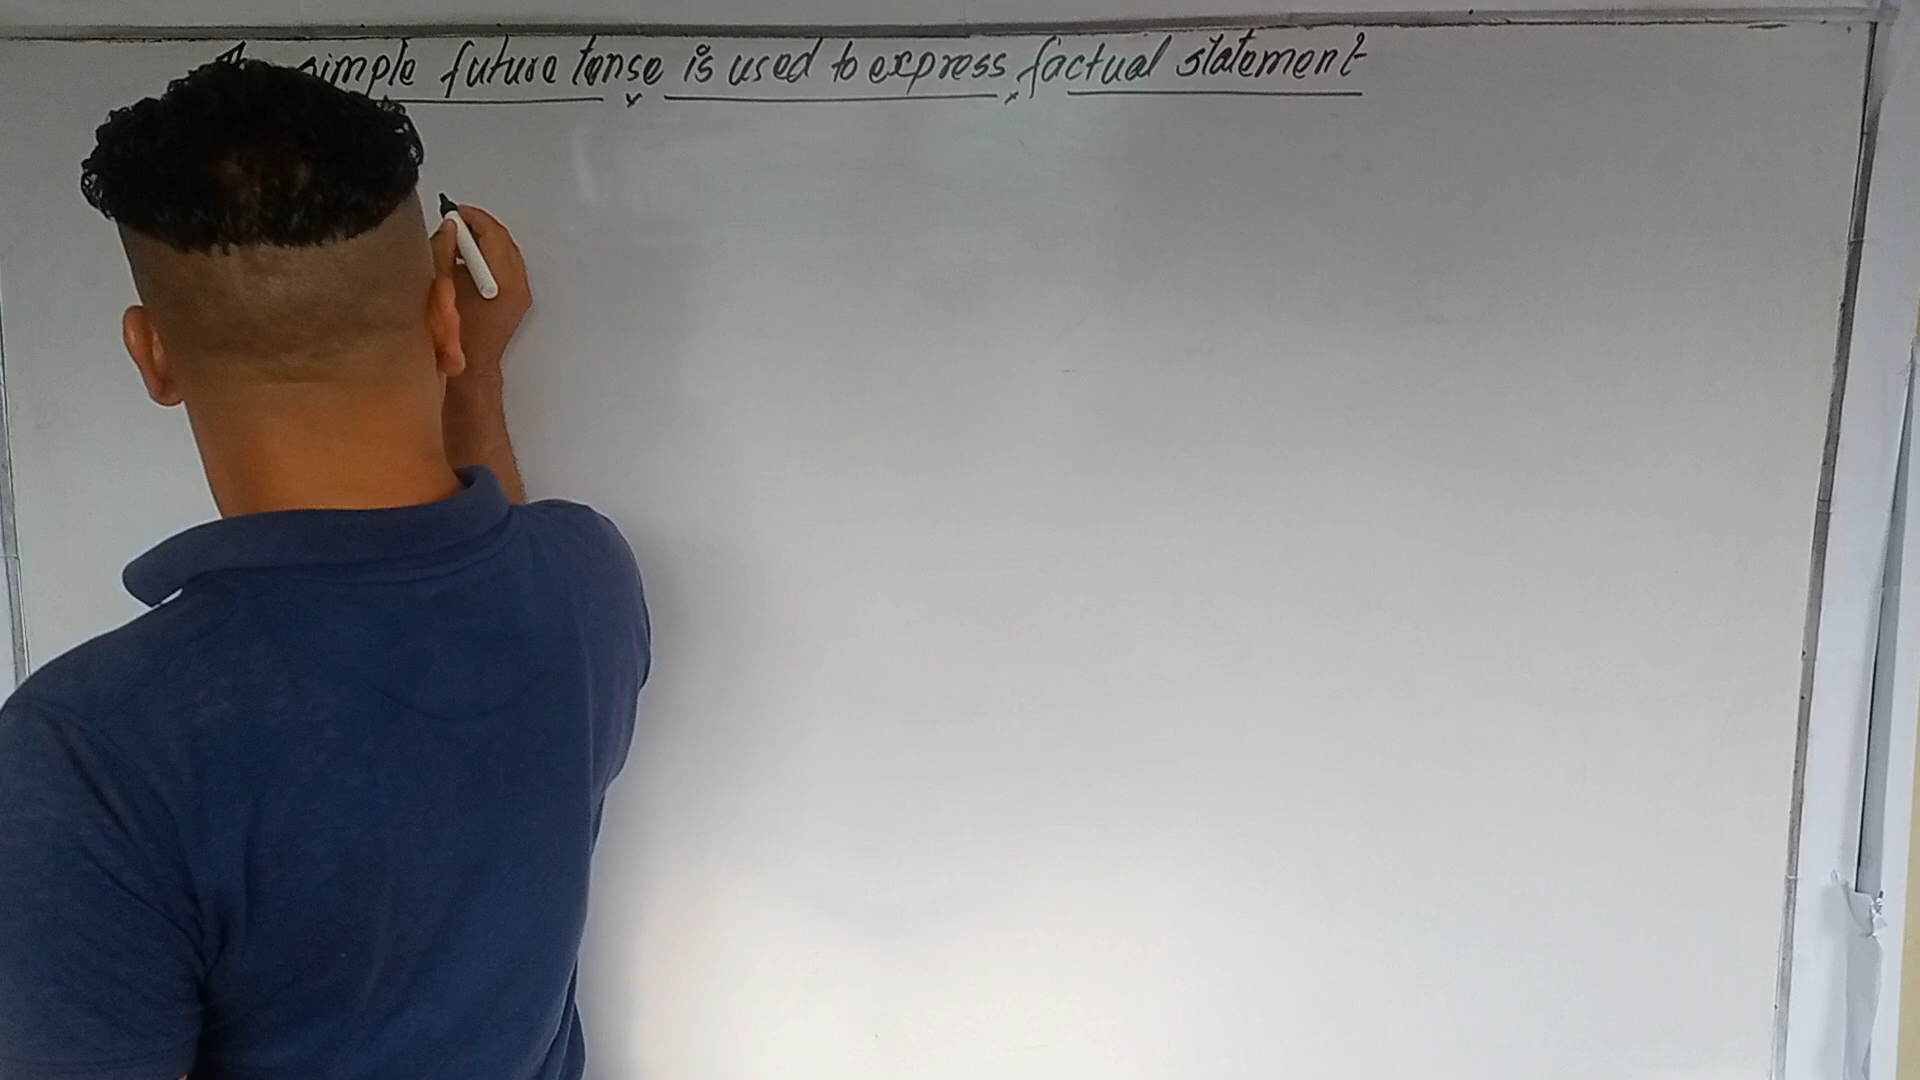 simple future tense is used to express factual statement